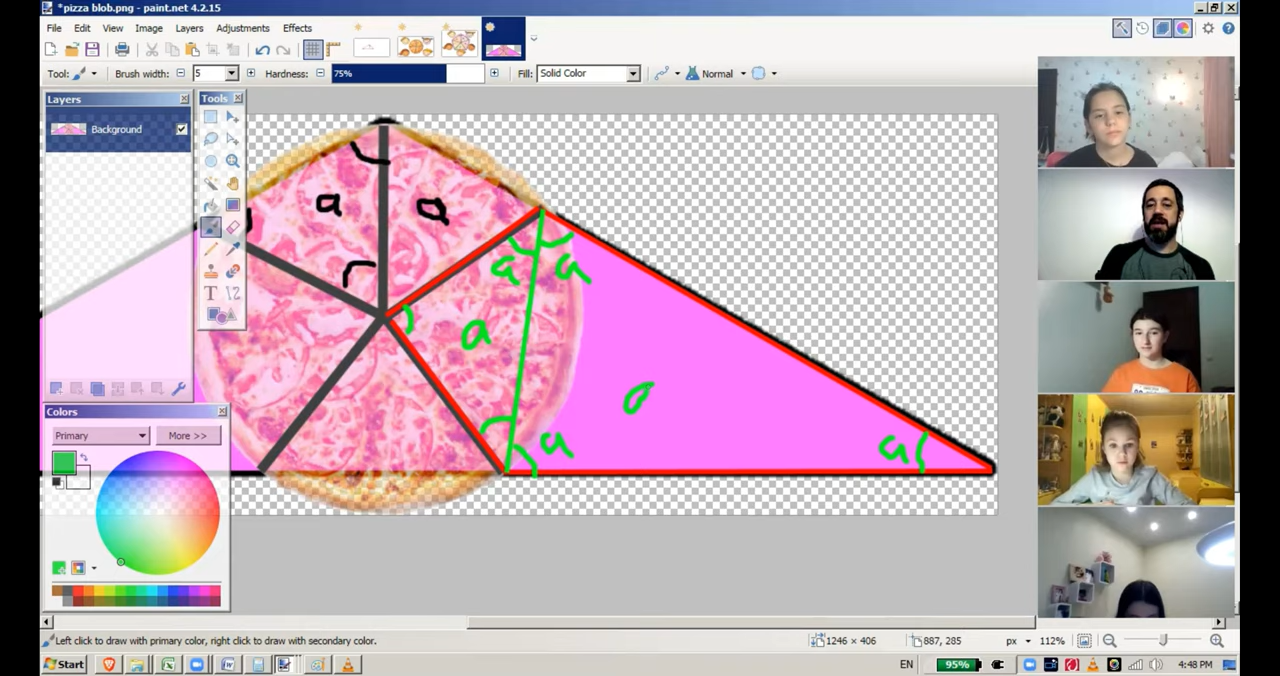 *pizza blob.png - paint.net 4.2.15
File Edit View Image Layers Adjustments Effects
Tool: Brush width: 5 Hardness: 75% Fill: Solid Color Normal
Layers
Background
Tools
T
a a
a a
a
a
a a
Colors
Primary More >>
Left click to draw with primary color, right click to draw with secondary color. 1246 × 406 887, 285 px 112%
Start EN 95% 4:48 PM